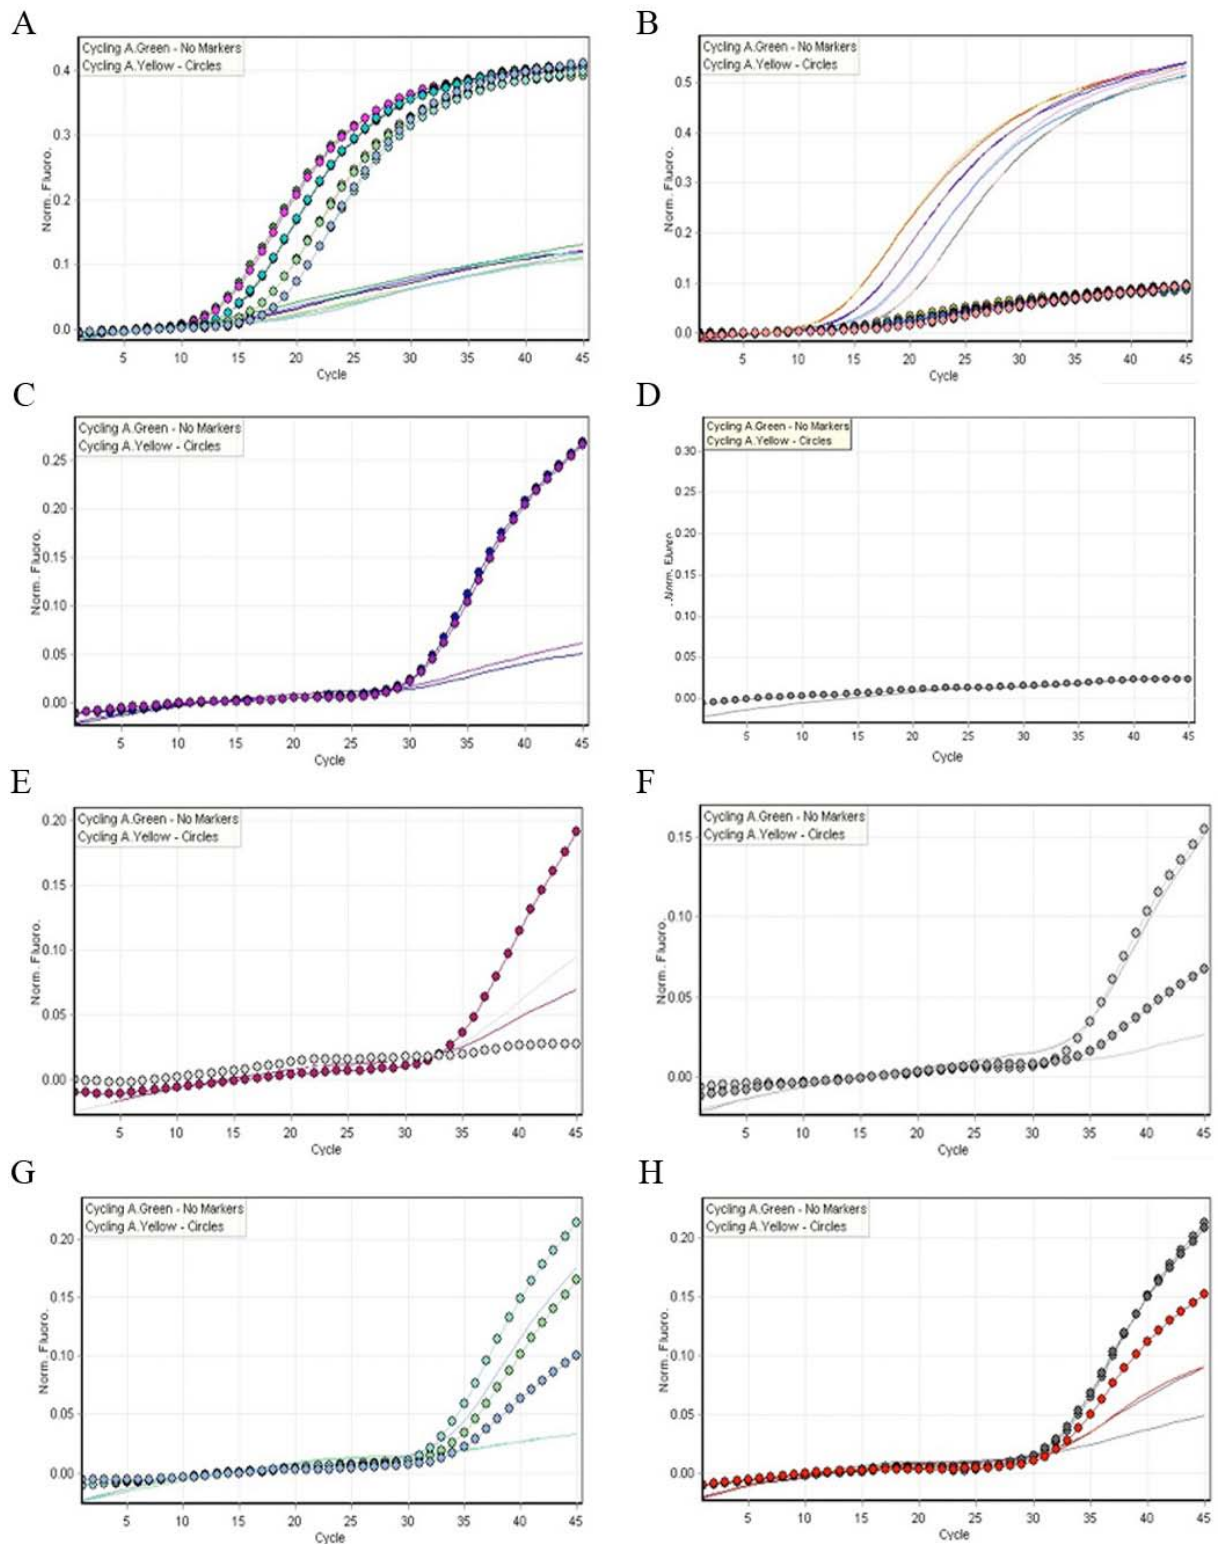 A
Cycling A.Green - No Markers
Cycling A.Yellow - Circles
Norm. Fluoro.
0.4
0.3
0.2
0.1
0.0
5 10 15 20 25 30 35 40 45
Cycle
B
Cycling A.Green - No Markers
Cycling A.Yellow - Circles
Norm. Fluoro.
0.5
0.4
0.3
0.2
0.1
0.0
5 10 15 20 25 30 35 40 45
Cycle
C
Cycling A.Green - No Markers
Cycling A.Yellow - Circles
Norm. Fluoro.
0.25
0.20
0.15
0.10
0.05
0.00
5 10 15 20 25 30 35 40 45
Cycle
D
Cycling A.Green - No Markers
Cycling A.Yellow - Circles
Norm. Fluoro.
0.30
0.25
0.20
0.15
0.10
0.05
0.00
5 10 15 20 25 30 35 40 45
Cycle
E
Cycling A.Green - No Markers
Cycling A.Yellow - Circles
Norm. Fluoro.
0.20
0.15
0.10
0.05
0.00
5 10 15 20 25 30 35 40 45
Cycle
F
Cycling A.Green - No Markers
Cycling A.Yellow - Circles
Norm. Fluoro.
0.15
0.10
0.05
0.00
5 10 15 20 25 30 35 40 45
Cycle
G
Cycling A.Green - No Markers
Cycling A.Yellow - Circles
Norm. Fluoro.
0.20
0.15
0.10
0.05
0.00
5 10 15 20 25 30 35 40 45
Cycle
H
Cycling A.Green - No Markers
Cycling A.Yellow - Circles
Norm. Fluoro.
0.20
0.15
0.10
0.05
0.00
5 10 15 20 25 30 35 40 45
Cycle